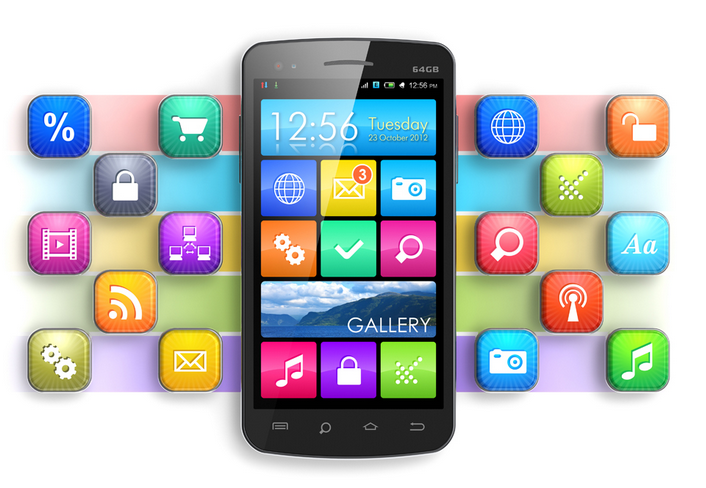 64GB
12:56 PM
12:56
Tuesday
23 October 2012
%
3
Aa
GALLERY